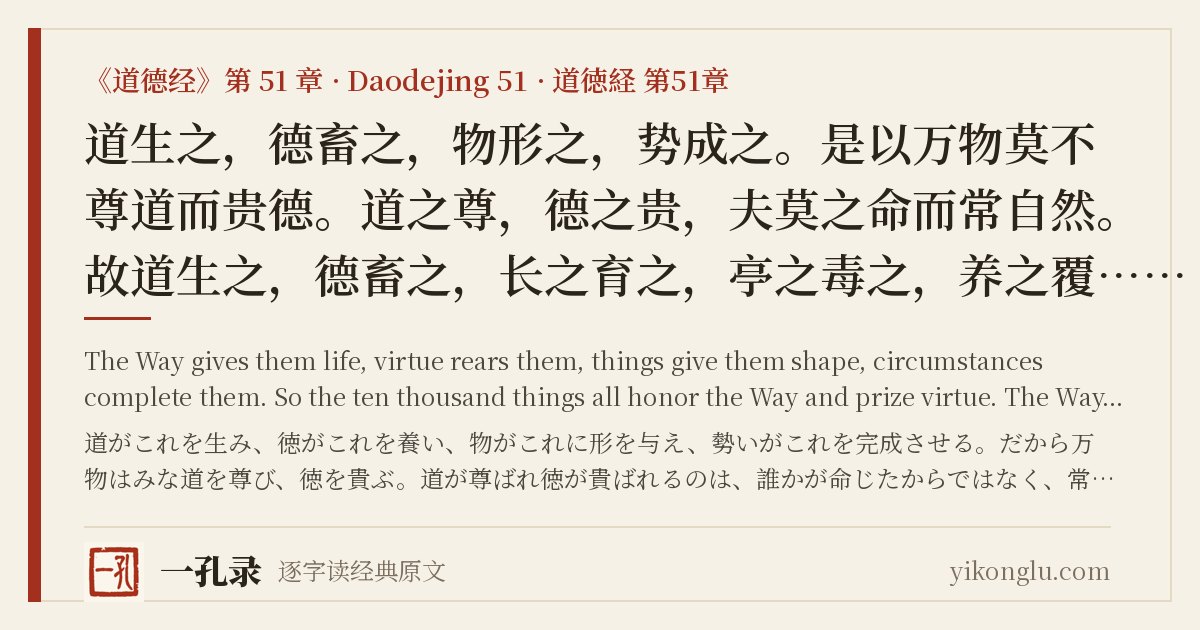 《道德经》第 51 章 · Daodejing 51 · 道徳経 第51章
道生之，德畜之，物形之，势成之。是以万物莫不
尊道而贵德。道之尊，德之贵，夫莫之命而常自然。
故道生之，德畜之，长之育之，亭之毒之，养之覆……
The Way gives them life, virtue rears them, things give them shape, circumstances
complete them. So the ten thousand things all honor the Way and prize virtue. The Way...
道がこれを生み、徳がこれを養い、物がこれに形を与え、勢いがこれを完成させる。だから万
物はみな道を尊び、徳を貴ぶ。道が尊ばれ徳が貴ばれるのは、誰かが命じたからではなく、常…
一孔
一孔录 逐字读经典原文 yikonglu.com